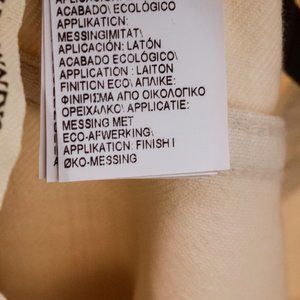 ACABADO ECOLÓGICO
APPLIKATION:
MESSINGIMITAT\
APLICACIÓN: LATÓN
ACABADO ECOLÓGICO\
APPLICATION : LAITON
FINITION ECO\ ΑΠΛΙΚΕ:
ΦΙΝΙΡΙΣΜΑ ΑΠΟ ΟΙΚΟΛΟΓΙΚΟ
ΟΡΕΙΧΑΛΚΟ\ APPLICATIE:
MESSING MET
ECO-AFWERKING\
APPLIKATION: FINISH I
ØKO-MESSING